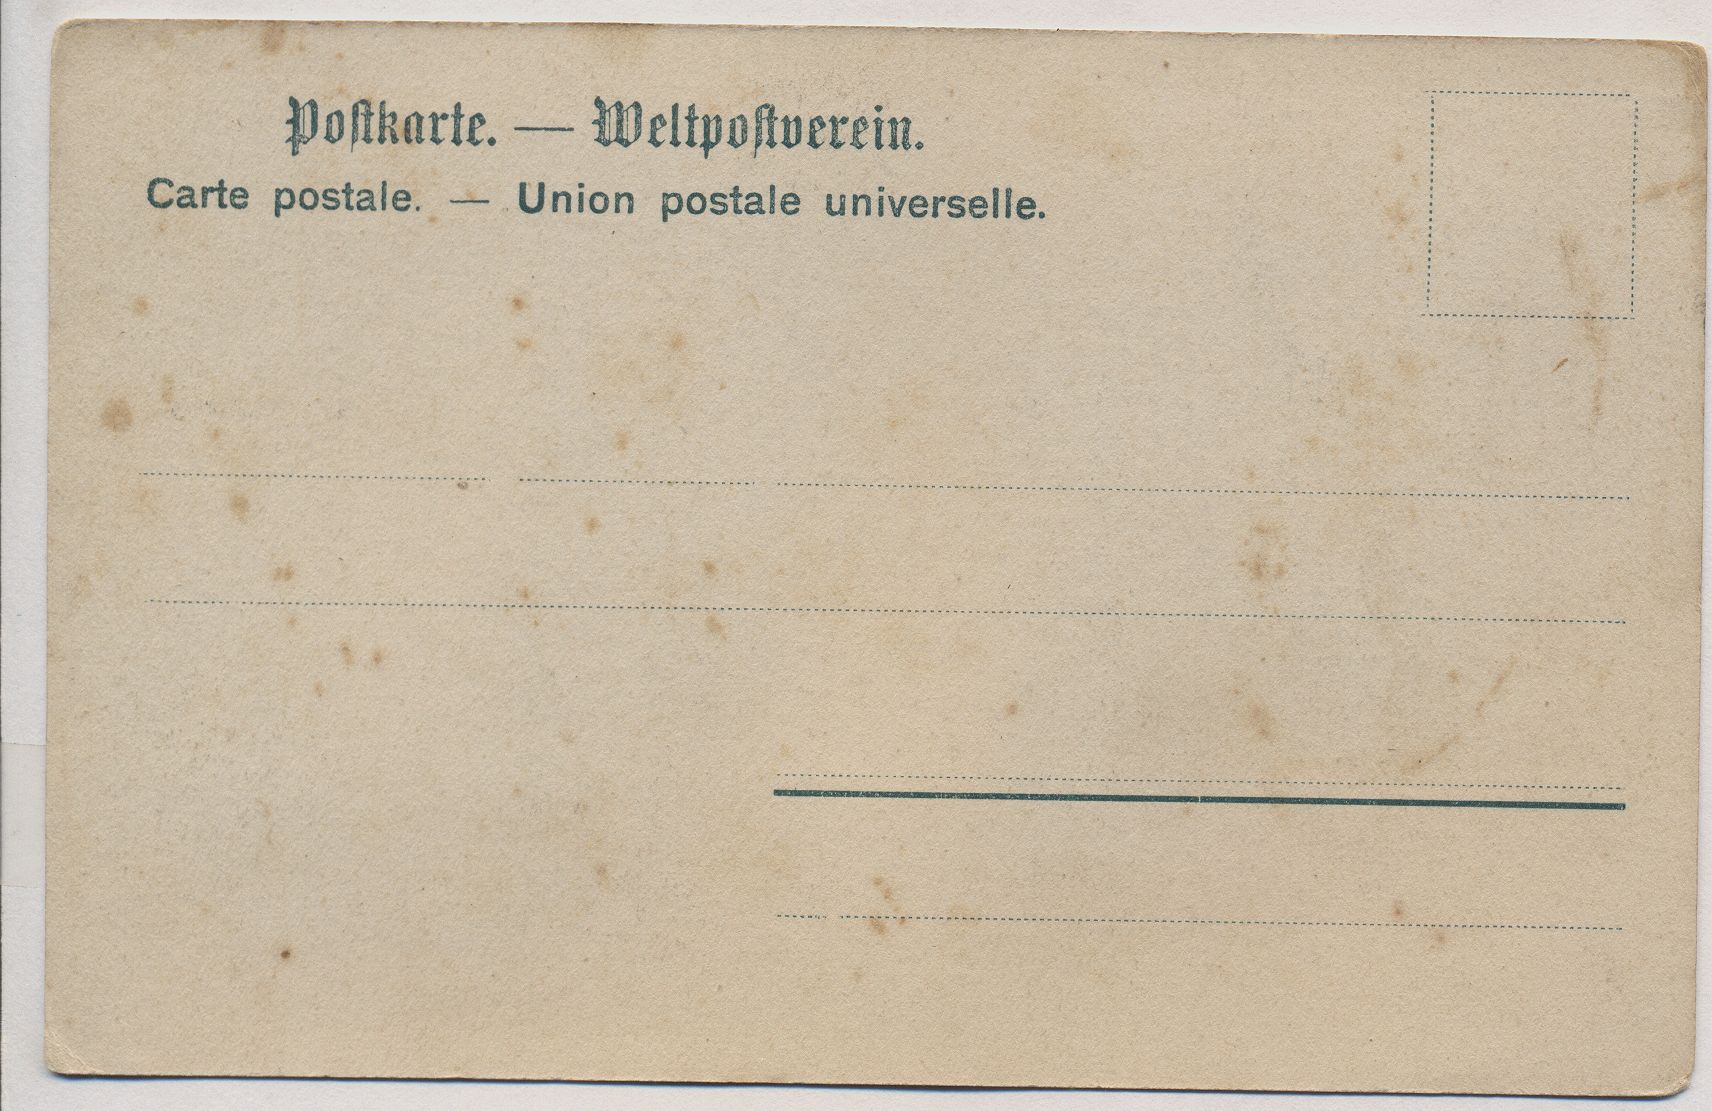 Postkarte. — Weltpostverein.
Carte postale. — Union postale universelle.